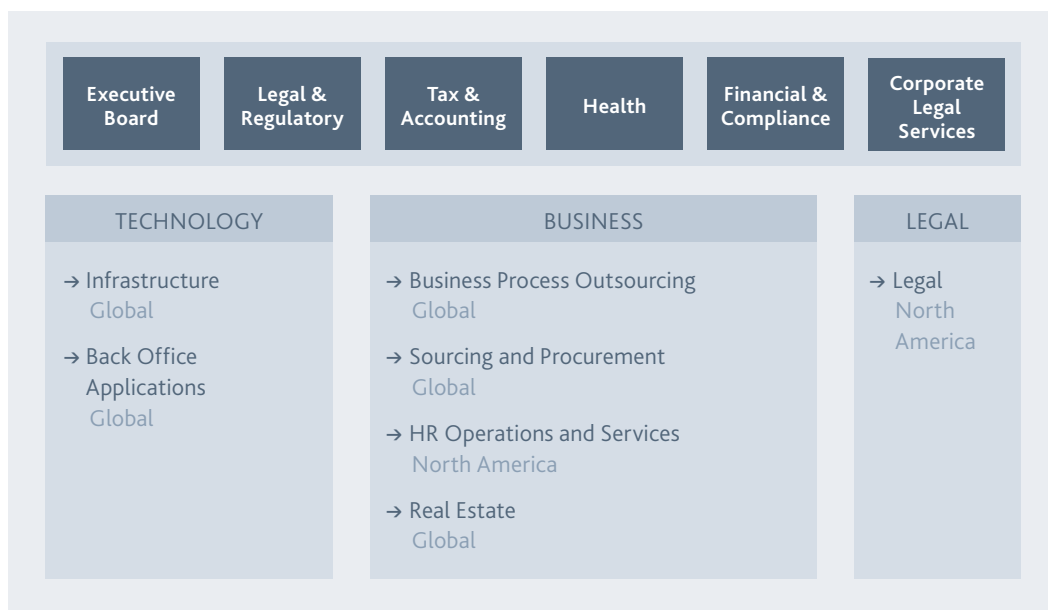 Executive
Board
Legal &
Regulatory
Tax &
Accounting
Health
Financial &
Compliance
Corporate
Legal
Services
TECHNOLOGY
→ Infrastructure
Global
→ Back Office
Applications
Global
BUSINESS
→ Business Process Outsourcing
Global
→ Sourcing and Procurement
Global
→ HR Operations and Services
North America
→ Real Estate
Global
LEGAL
→ Legal
North
America